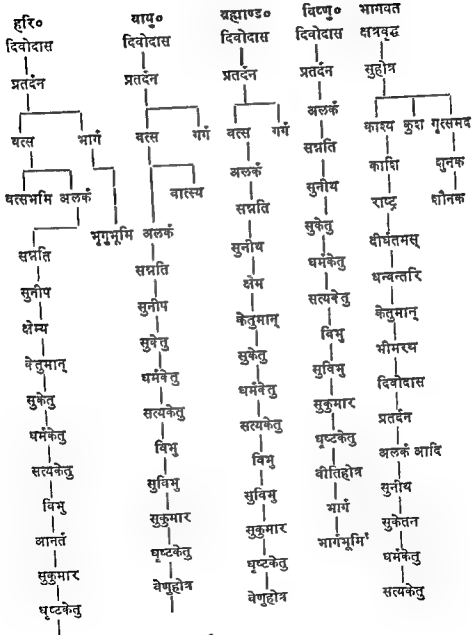 हरि०
दिवोदास
प्रतर्दन
वत्स भार्ग
वत्सभमि अलर्क
भृगुभूमि
सन्नति
सुनीप
क्षेम्य
केतुमान्
सुकेतु
धर्मकेतु
सत्यकेतु
विभु
आनर्त
सुकुमार
धृष्टकेतु
वायु०
दिवोदास
प्रतर्दन
वत्स गर्ग
वात्स्य
अलर्क
सन्नति
सुनीप
सुकेतु
धर्मकेतु
सत्यकेतु
विभु
सुविभु
सुकुमार
धृष्टकेतु
वेणुहोत्र
ब्रह्माण्ड०
दिवोदास
प्रतर्दन
वत्स गर्ग
अलर्क
सन्नति
सुनीय
क्षेम
केतुमान्
सुकेतु
धर्मकेतु
सत्यकेतु
विभु
सुविभु
सुकुमार
धृष्टकेतु
वेणुहोत्र
विष्णु०
दिवोदास
प्रतर्दन
अलर्क
सन्नति
सुनीय
सुकेतु
धर्मकेतु
सत्यकेतु
विभु
सुविभु
सुकुमार
धृष्टकेतु
वीतिहोत्र
भार्ग
भार्गभूमि
भागवत
क्षत्रवृद्ध
सुहोत्र
काश्य कुश गृत्समद
काशि शुनक
राष्ट्र शौनक
दीर्घतमस्
धन्वन्तरि
केतुमान्
भीमरथ
दिवोदास
प्रतर्दन
अलर्क आदि
सुनीय
सुकेतन
धर्मकेतु
सत्यकेतु